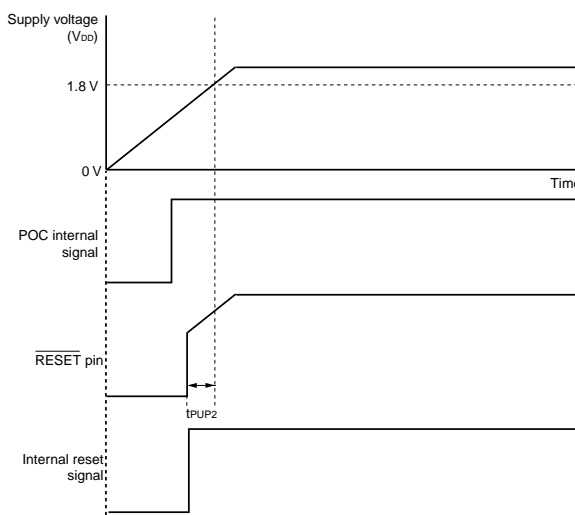 Supply voltage
(VDD)
1.8 V
0 V
Time
POC internal
signal
RESET pin
tPUP2
Internal reset
signal